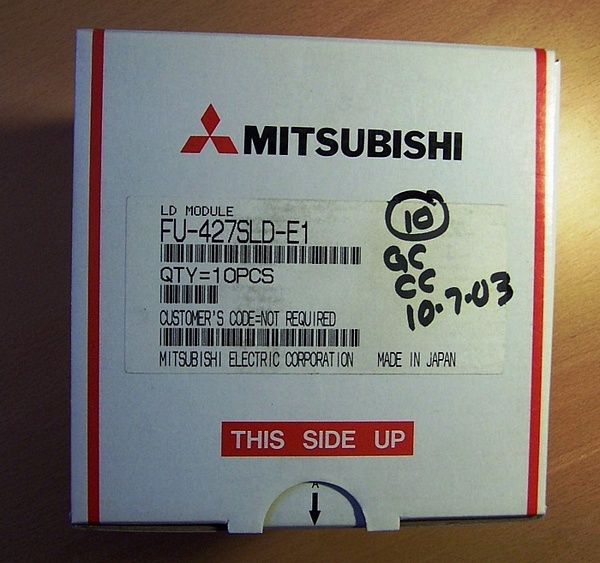 MITSUBISHI
LD MODULE
FU-427SLD-E1
QTY=10PCS
CUSTOMER'S CODE=NOT REQUIRED
MITSUBISHI ELECTRIC CORPORATION MADE IN JAPAN
10
QC
CC
10.7.03
THIS SIDE UP
A